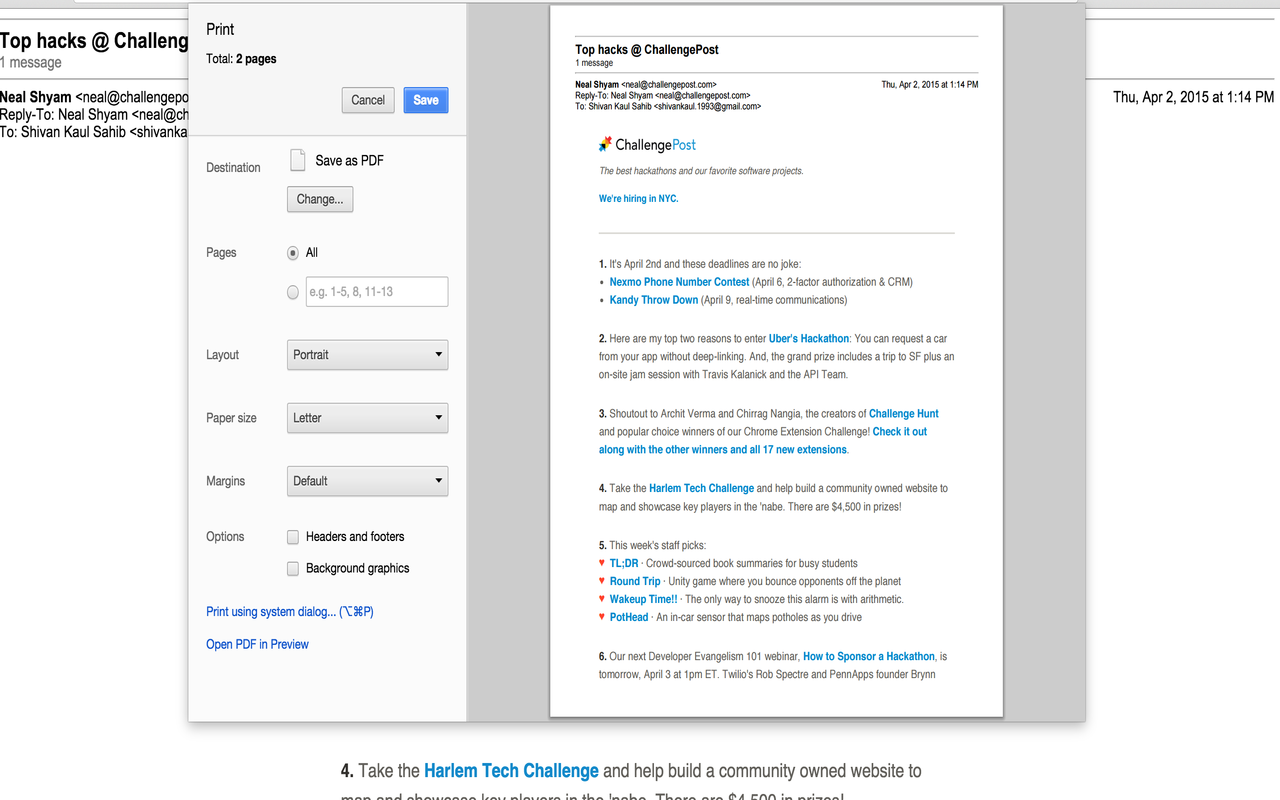 Top hacks @ Challeng
1 message
Neal Shyam <neal@challengepo
Reply-To: Neal Shyam <neal@ch
To: Shivan Kaul Sahib <shivanka
Thu, Apr 2, 2015 at 1:14 PM
Print
Total: 2 pages
Cancel
Save
Destination
Save as PDF
Change...
Pages
All
e.g. 1-5, 8, 11-13
Layout
Portrait
Paper size
Letter
Margins
Default
Options
Headers and footers
Background graphics
Print using system dialog... (⌥⌘P)
Open PDF in Preview
Top hacks @ ChallengePost
1 message
Neal Shyam <neal@challengepost.com> Thu, Apr 2, 2015 at 1:14 PM
Reply-To: Neal Shyam <neal@challengepost.com>
To: Shivan Kaul Sahib <shivankaul.1993@gmail.com>
ChallengePost
The best hackathons and our favorite software projects.
We're hiring in NYC.
1. It's April 2nd and these deadlines are no joke:
• Nexmo Phone Number Contest (April 6, 2-factor authorization & CRM)
• Kandy Throw Down (April 9, real-time communications)
2. Here are my top two reasons to enter Uber's Hackathon: You can request a car
from your app without deep-linking. And, the grand prize includes a trip to SF plus an
on-site jam session with Travis Kalanick and the API Team.
3. Shoutout to Archit Verma and Chirrag Nangia, the creators of Challenge Hunt
and popular choice winners of our Chrome Extension Challenge! Check it out
along with the other winners and all 17 new extensions.
4. Take the Harlem Tech Challenge and help build a community owned website to
map and showcase key players in the 'nabe. There are $4,500 in prizes!
5. This week's staff picks:
♥ TL;DR · Crowd-sourced book summaries for busy students
♥ Round Trip · Unity game where you bounce opponents off the planet
♥ Wakeup Time!! · The only way to snooze this alarm is with arithmetic.
♥ PotHead · An in-car sensor that maps potholes as you drive
6. Our next Developer Evangelism 101 webinar, How to Sponsor a Hackathon, is
tomorrow, April 3 at 1pm ET. Twilio's Rob Spectre and PennApps founder Brynn
4. Take the Harlem Tech Challenge and help build a community owned website to
map and showcase key players in the 'nabe. There are $4,500 in prizes!